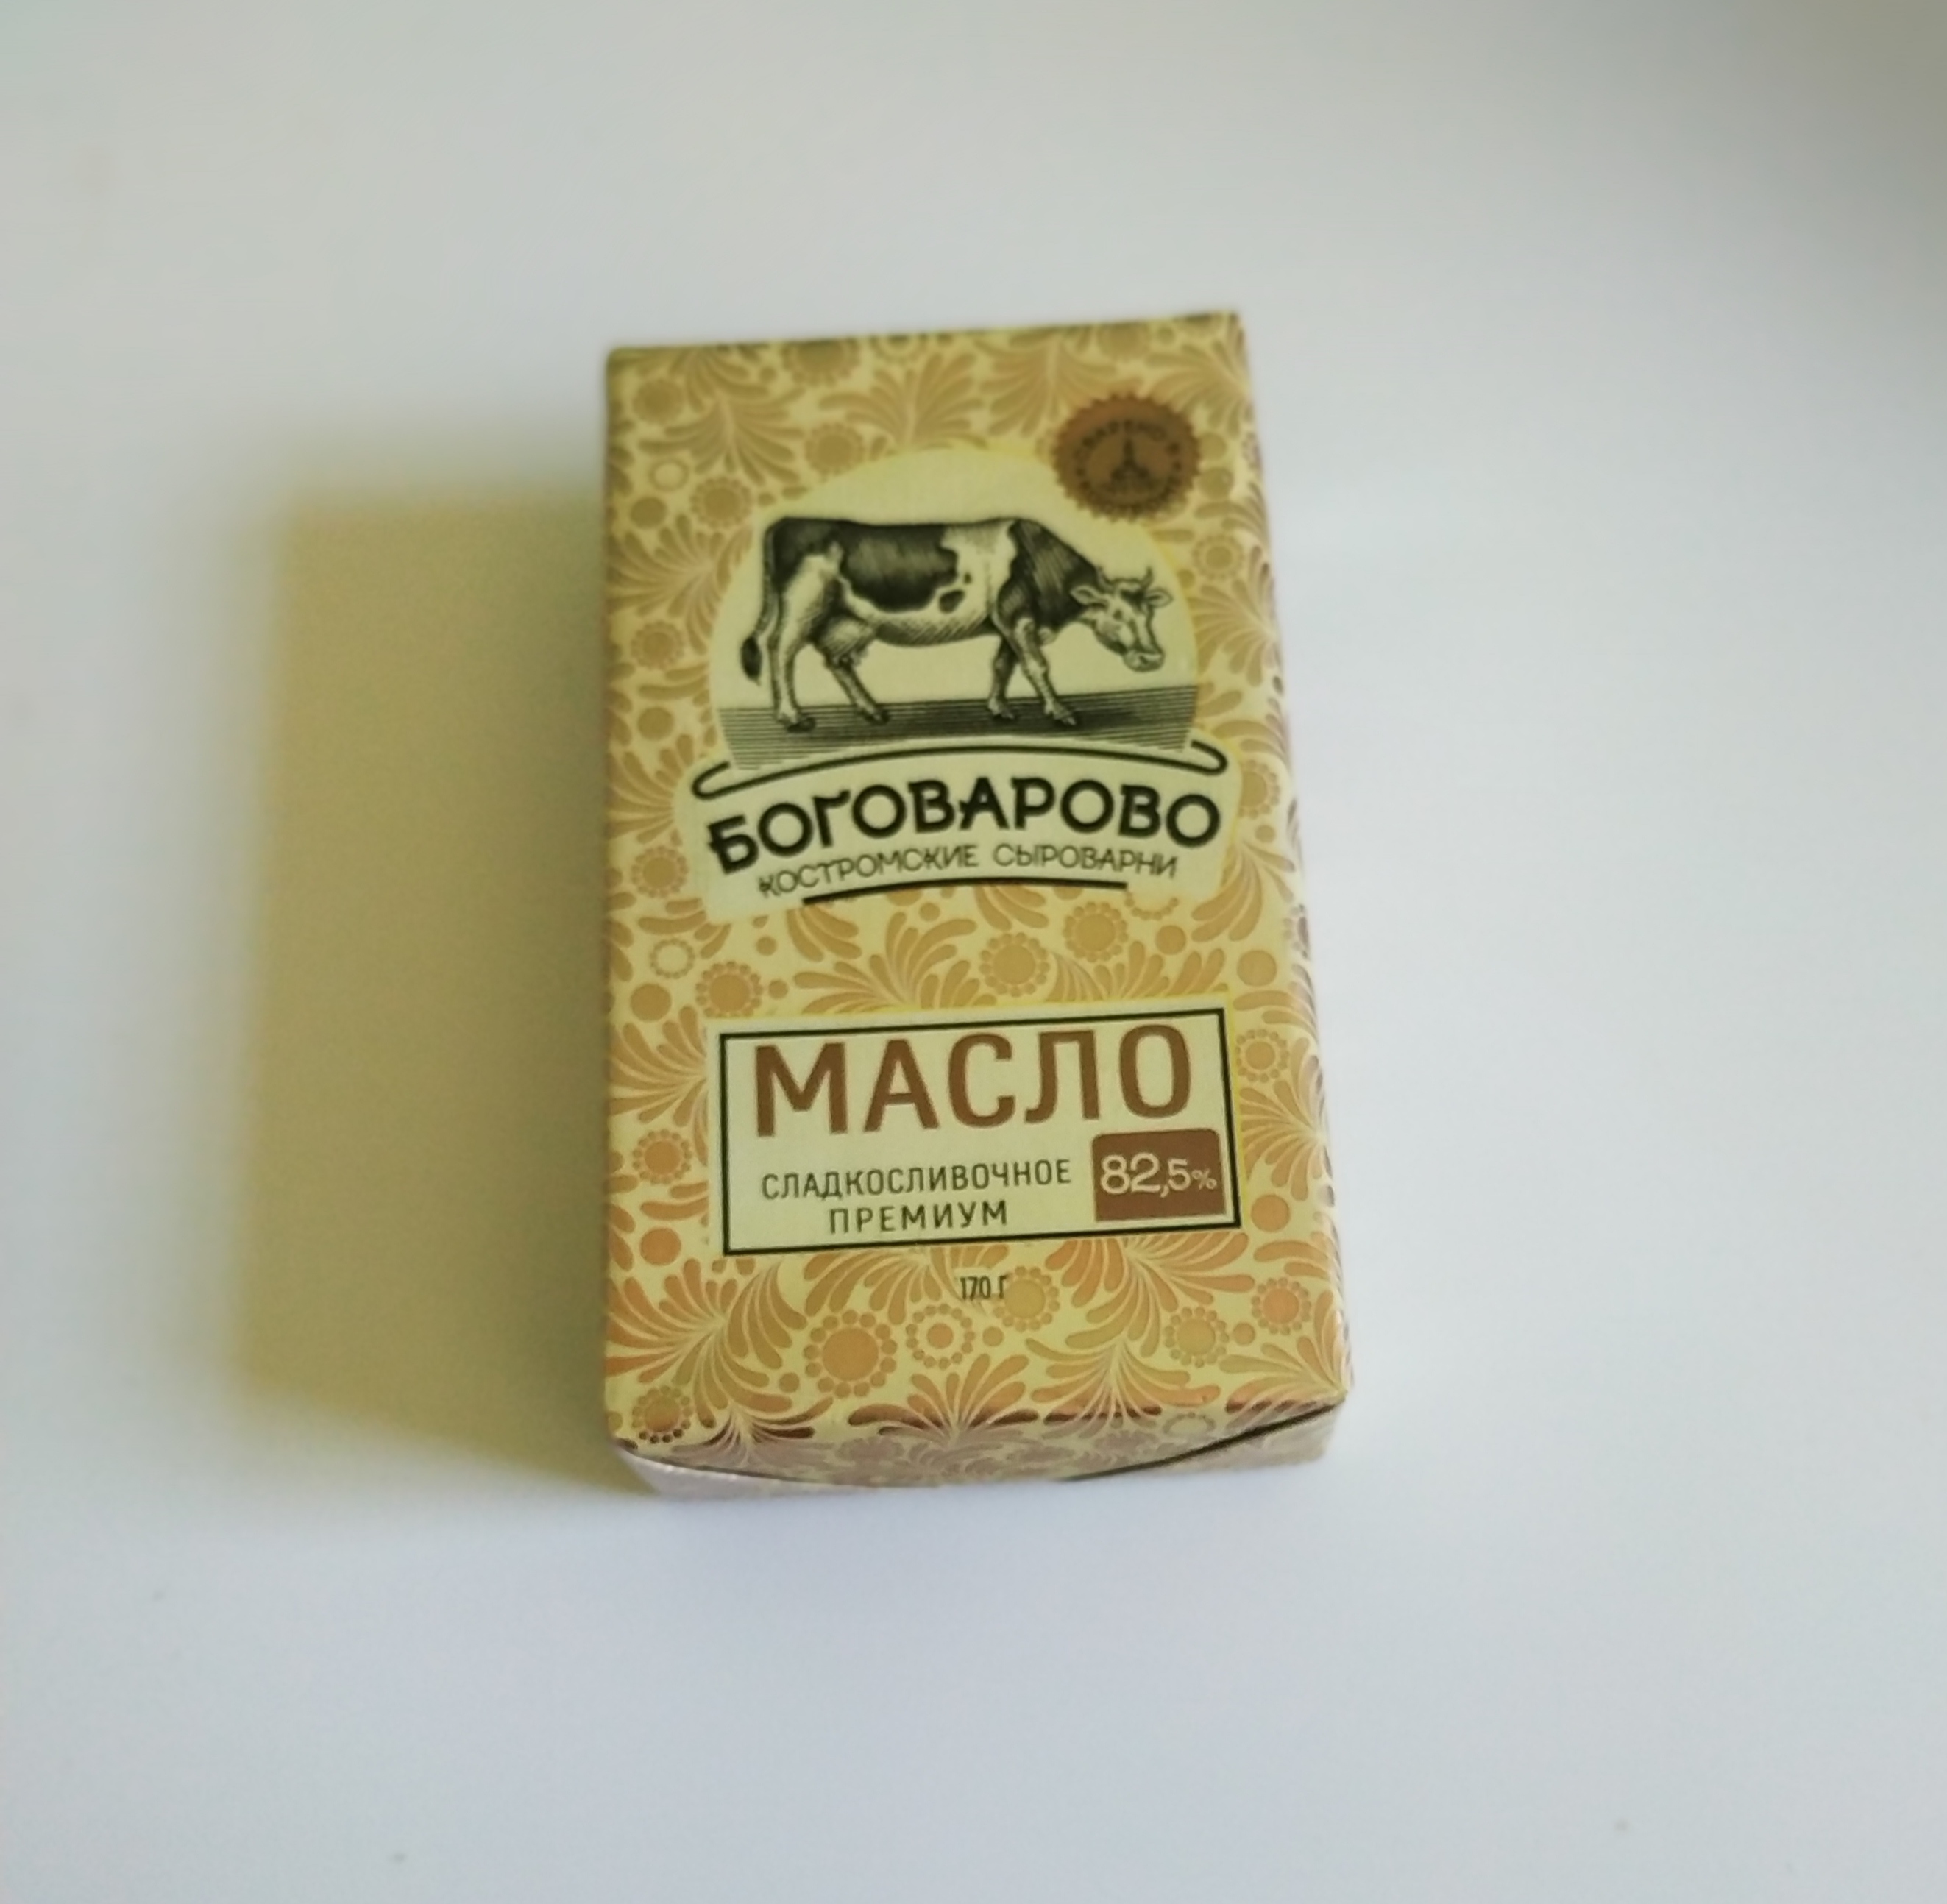 БОГОВАРОВО
КОСТРОМСКИЕ СЫРОВАРНИ
МАСЛО
СЛАДКОСЛИВОЧНОЕ
ПРЕМИУМ
82,5%
170 Г